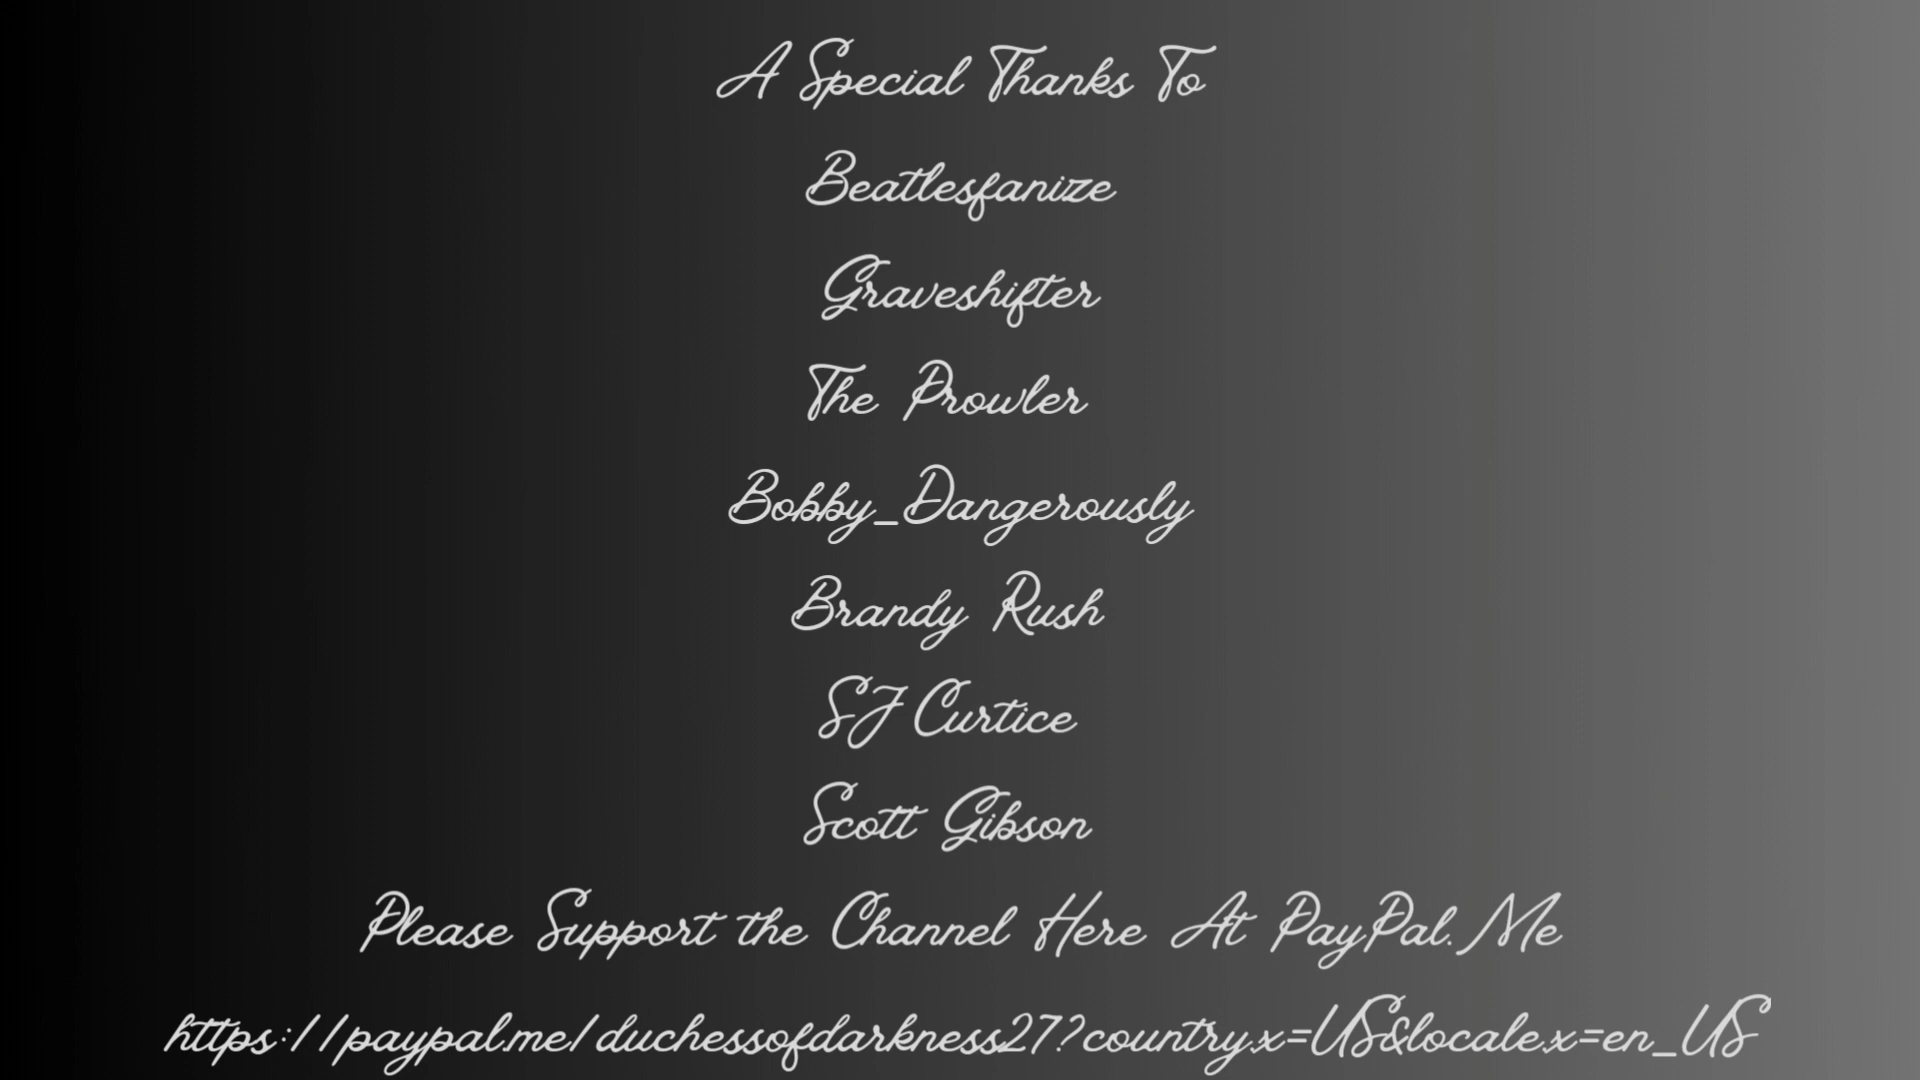 A Special Thanks To
Beatlesfanize
Graveshifter
The Prowler
Bobby_Dangerously
Brandy Rush
SJ Curtice
Scott Gibson
Please Support the Channel Here At PayPal.Me
https://paypal.me/duchessofdarkness27?country.x=US&locale.x=en_US